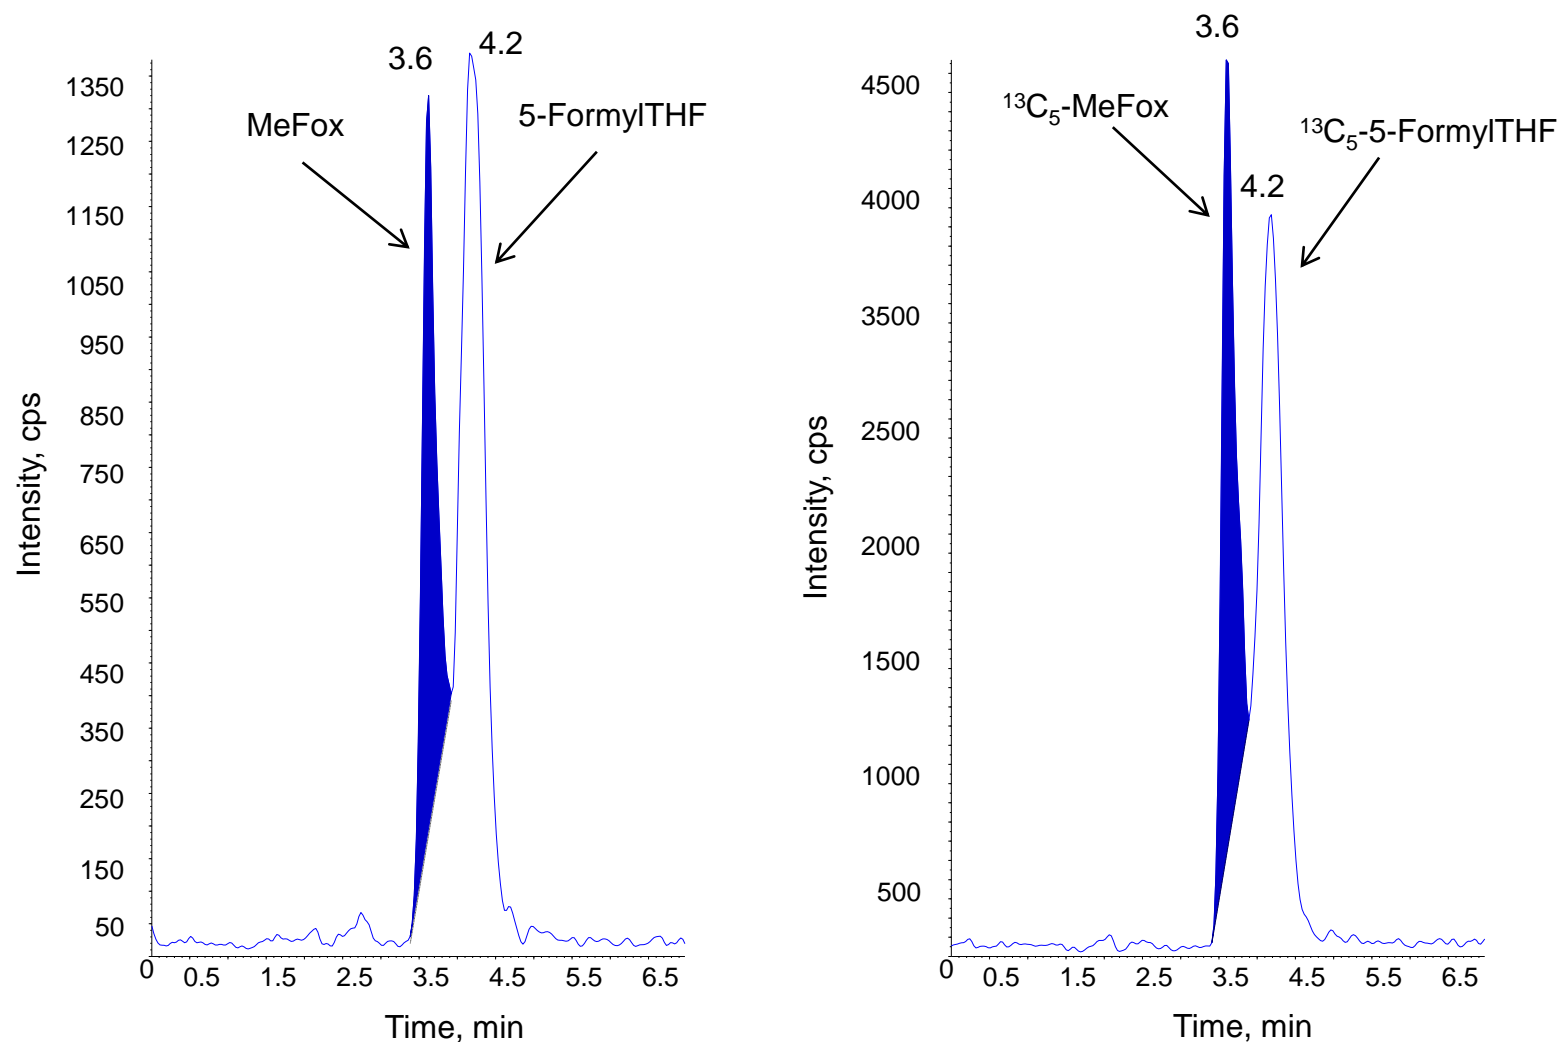 3.6
4.2
MeFox
5-FormylTHF
1350
1250
1150
1050
950
850
750
650
550
450
350
250
150
50
Intensity, cps
0 0.5 1.5 2.5 3.5 4.5 5.5 6.5
Time, min
3.6
¹³C₅-MeFox
¹³C₅-5-FormylTHF
4.2
4500
4000
3500
2500
2000
1500
1000
500
Intensity, cps
0 0.5 1.5 2.5 3.5 4.5 5.5 6.5
Time, min